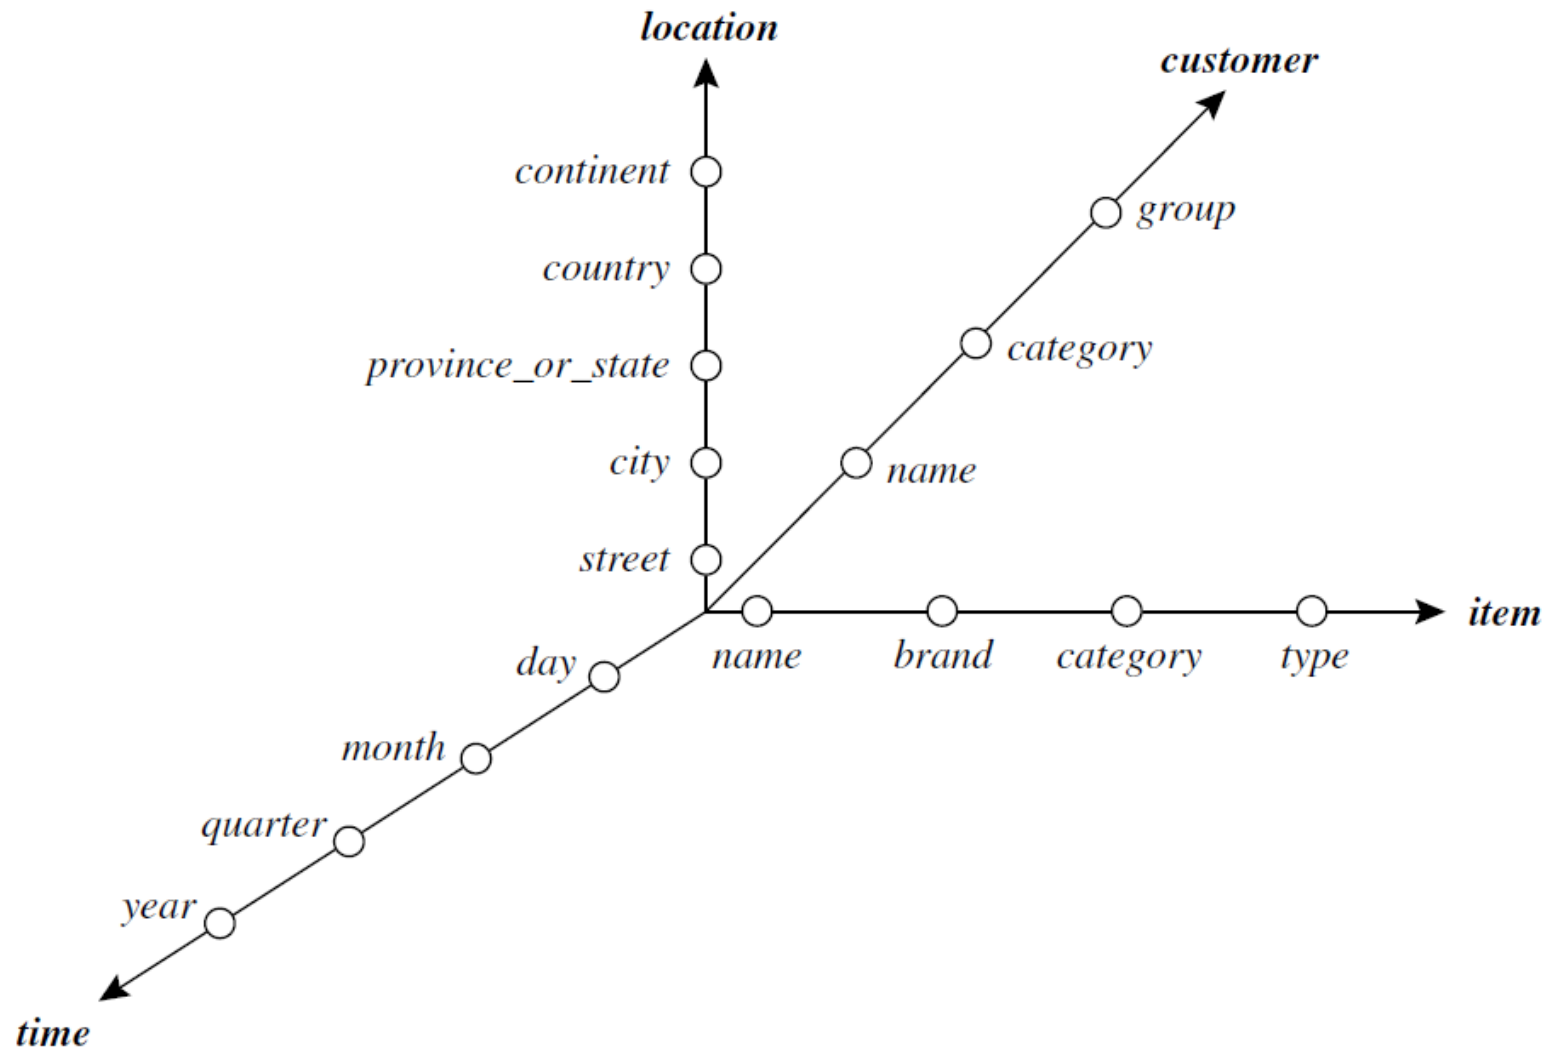 location
customer
continent
group
country
category
province_or_state
city
name
street
item
name brand category type
day
month
quarter
year
time